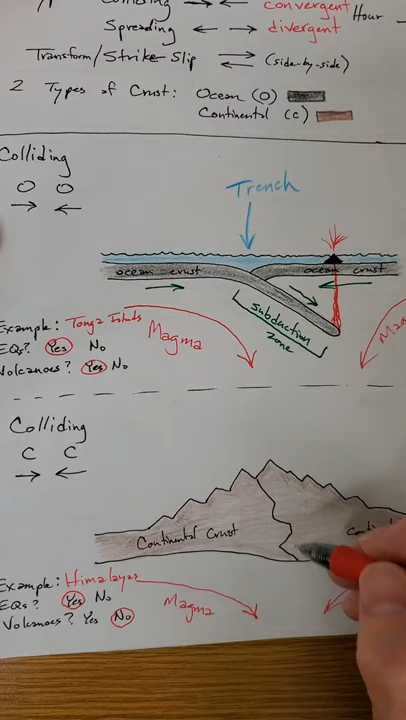 Colliding → ← convergent Hour
Spreading ← → divergent
Transform/Strike-Slip (side-by-side)
2 Types of Crust: Ocean (O)
Continental (C)
Colliding
O O
Trench
ocean crust ocean crust
subduction zone
Example: Tonga Islands
Magma
EQs? Yes No
Volcanoes? Yes No
Colliding
C C
Continental Crust
Example: Himalayas
EQs? Yes No
Magma
Volcanoes? Yes No